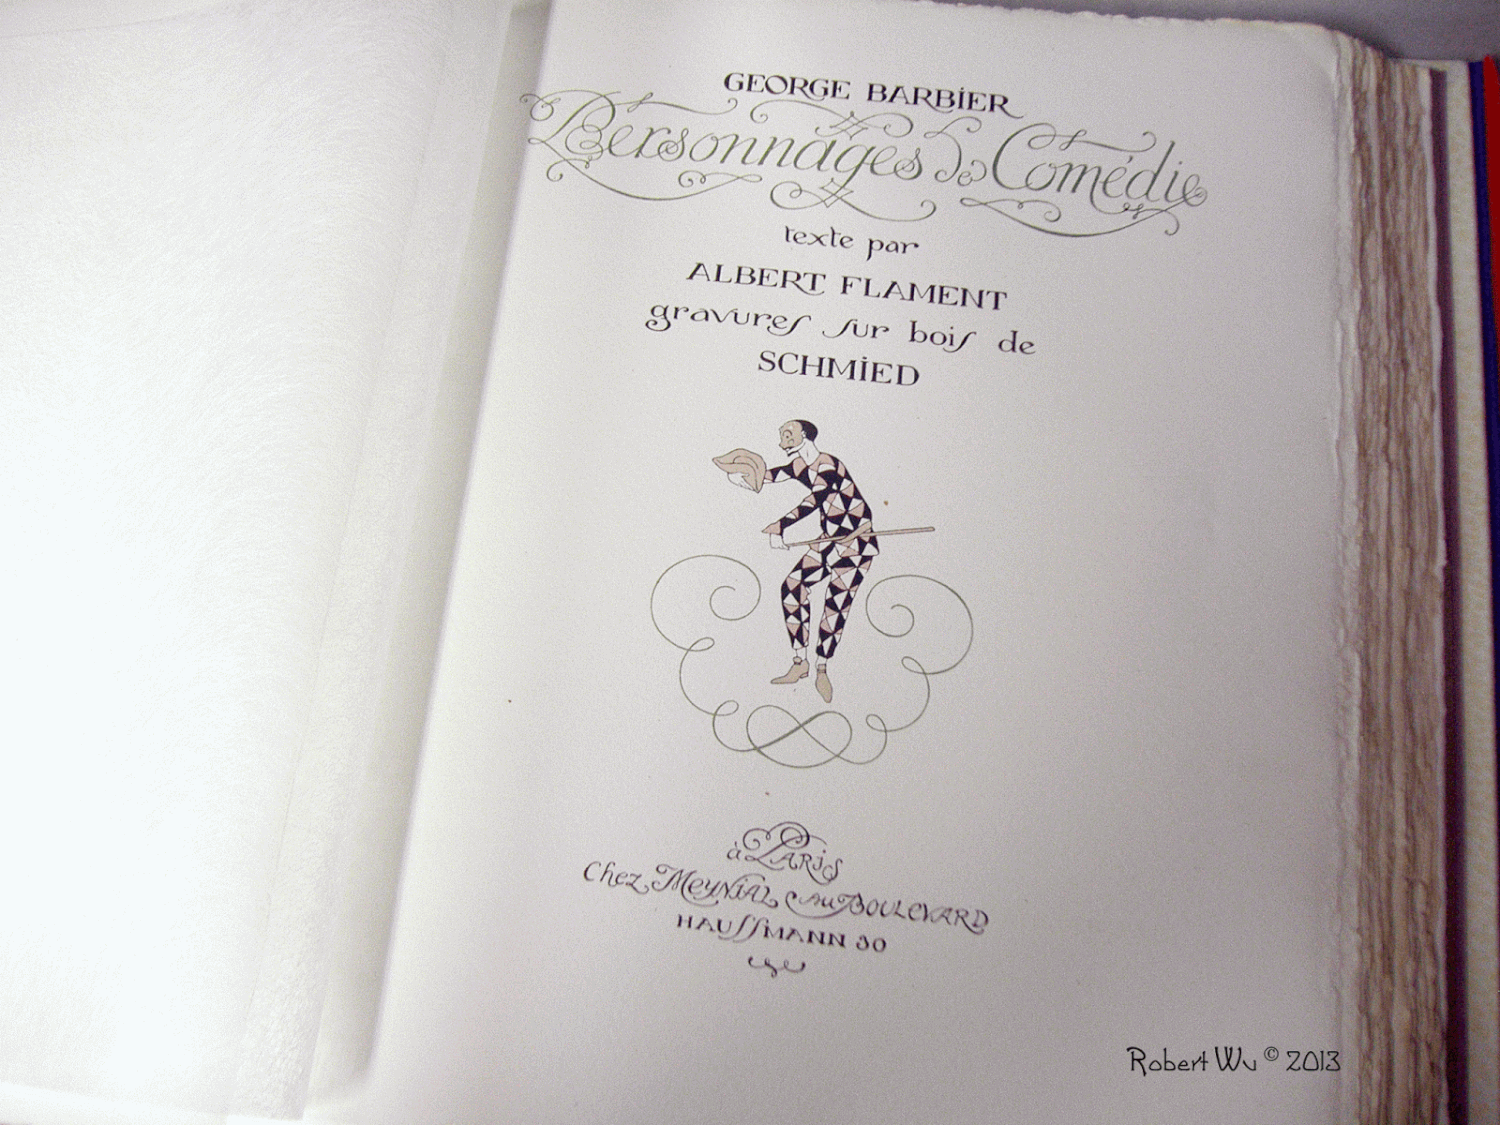 GEORGE BARBIER
Personnages de Comédie
texte par
ALBERT FLAMENT
gravures sur bois de
SCHMIED
à PARIS
Chez MEYNIAL au BOULEVARD
HAUSSMANN 30
Robert Wu © 2013